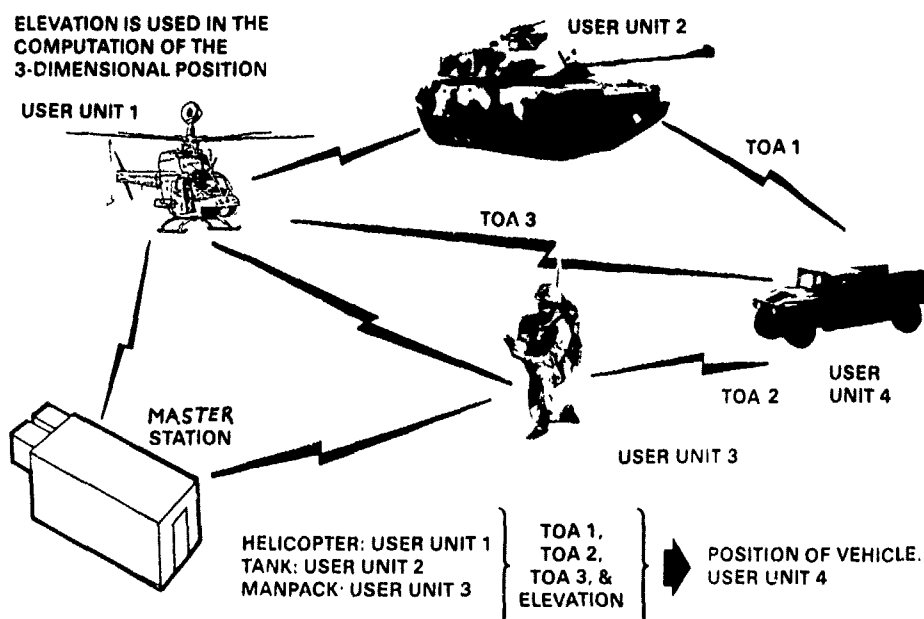 ELEVATION IS USED IN THE
COMPUTATION OF THE
3-DIMENSIONAL POSITION
USER UNIT 1
USER UNIT 2
TOA 1
TOA 3
USER
UNIT 4
TOA 2
MASTER
STATION
USER UNIT 3
HELICOPTER: USER UNIT 1
TANK: USER UNIT 2
MANPACK· USER UNIT 3
TOA 1,
TOA 2,
TOA 3, &
ELEVATION
POSITION OF VEHICLE.
USER UNIT 4